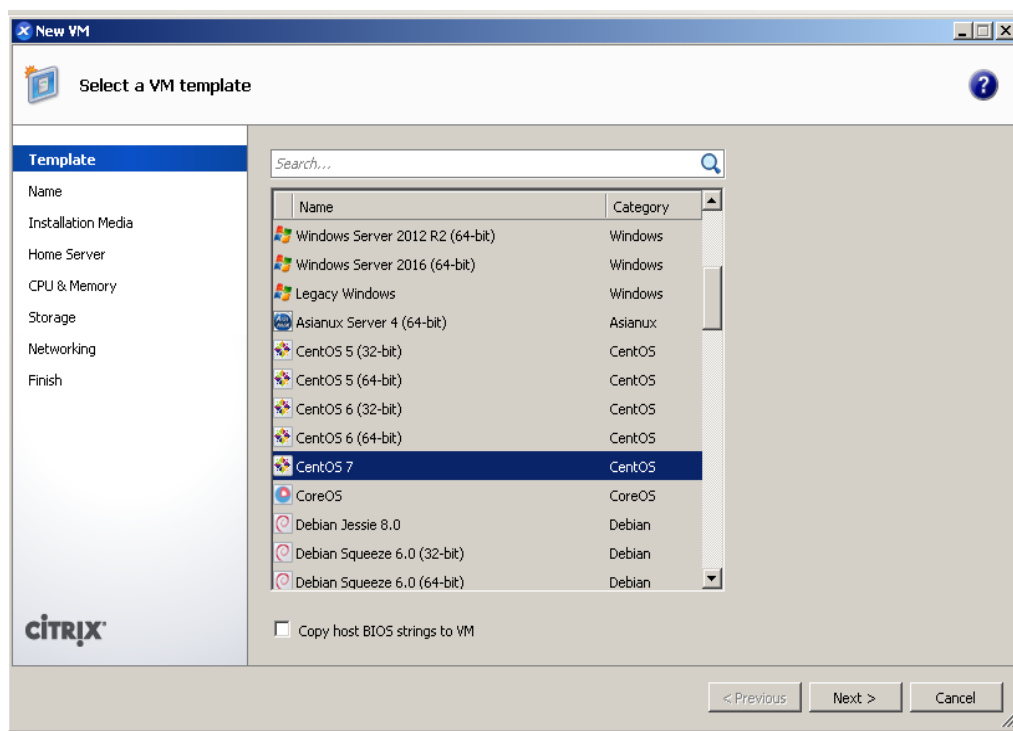 New VM
Select a VM template
?
Template
Name
Installation Media
Home Server
CPU & Memory
Storage
Networking
Finish
CITRIX
Search...
Name Category
Windows Server 2012 R2 (64-bit) Windows
Windows Server 2016 (64-bit) Windows
Legacy Windows Windows
Asianux Server 4 (64-bit) Asianux
CentOS 5 (32-bit) CentOS
CentOS 5 (64-bit) CentOS
CentOS 6 (32-bit) CentOS
CentOS 6 (64-bit) CentOS
CentOS 7 CentOS
CoreOS CoreOS
Debian Jessie 8.0 Debian
Debian Squeeze 6.0 (32-bit) Debian
Debian Squeeze 6.0 (64-bit) Debian
Copy host BIOS strings to VM
< Previous Next > Cancel